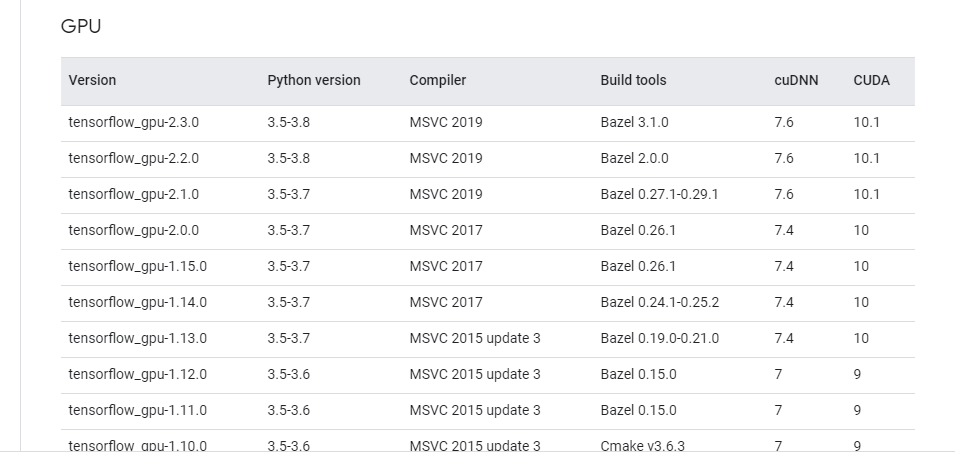 GPU
Version Python version Compiler Build tools cuDNN CUDA
tensorflow_gpu-2.3.0 3.5-3.8 MSVC 2019 Bazel 3.1.0 7.6 10.1
tensorflow_gpu-2.2.0 3.5-3.8 MSVC 2019 Bazel 2.0.0 7.6 10.1
tensorflow_gpu-2.1.0 3.5-3.7 MSVC 2019 Bazel 0.27.1-0.29.1 7.6 10.1
tensorflow_gpu-2.0.0 3.5-3.7 MSVC 2017 Bazel 0.26.1 7.4 10
tensorflow_gpu-1.15.0 3.5-3.7 MSVC 2017 Bazel 0.26.1 7.4 10
tensorflow_gpu-1.14.0 3.5-3.7 MSVC 2017 Bazel 0.24.1-0.25.2 7.4 10
tensorflow_gpu-1.13.0 3.5-3.7 MSVC 2015 update 3 Bazel 0.19.0-0.21.0 7.4 10
tensorflow_gpu-1.12.0 3.5-3.6 MSVC 2015 update 3 Bazel 0.15.0 7 9
tensorflow_gpu-1.11.0 3.5-3.6 MSVC 2015 update 3 Bazel 0.15.0 7 9
tensorflow_gpu-1.10.0 3.5-3.6 MSVC 2015 update 3 Cmake v3.6.3 7 9